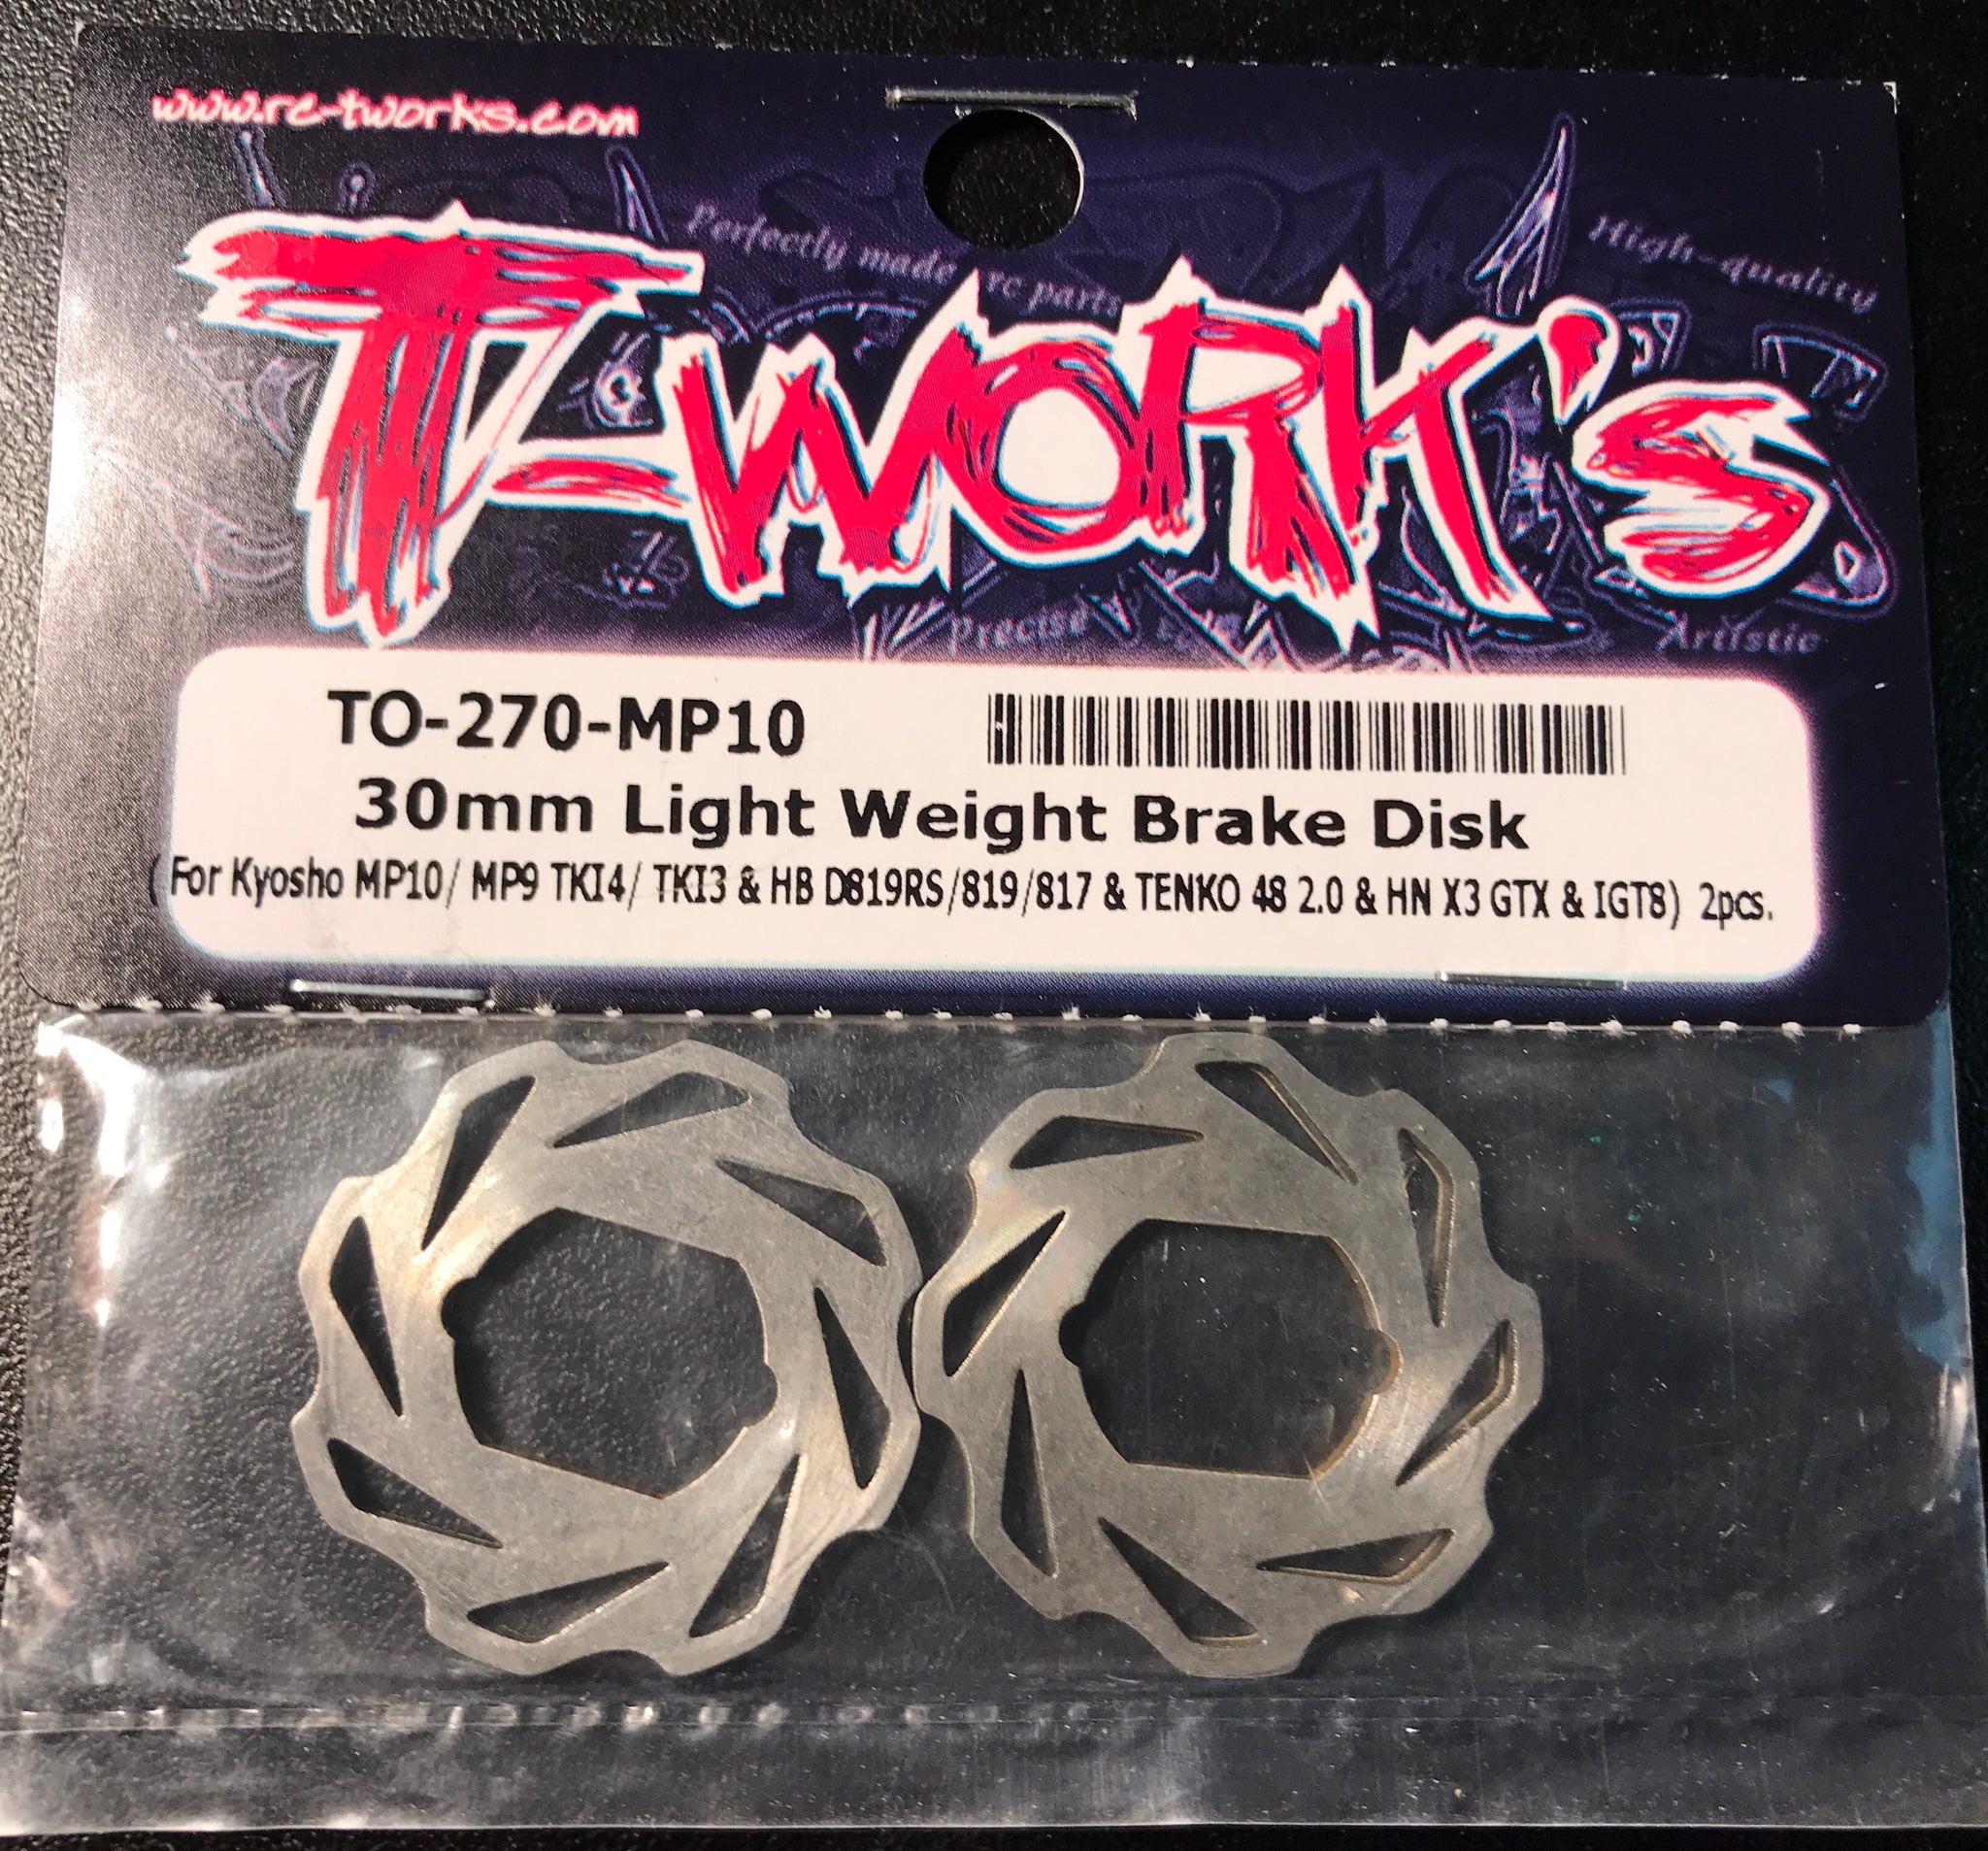 www.rc-tworks.com
Perfectly made rc parts
High-quality
T-WORK's
Precise
Artistic
TO-270-MP10
30mm Light Weight Brake Disk
(For Kyosho MP10/ MP9 TKI4/ TKI3 & HB D819RS/819/817 & TENKO 48 2.0 & HN X3 GTX & IGT8) 2pcs.